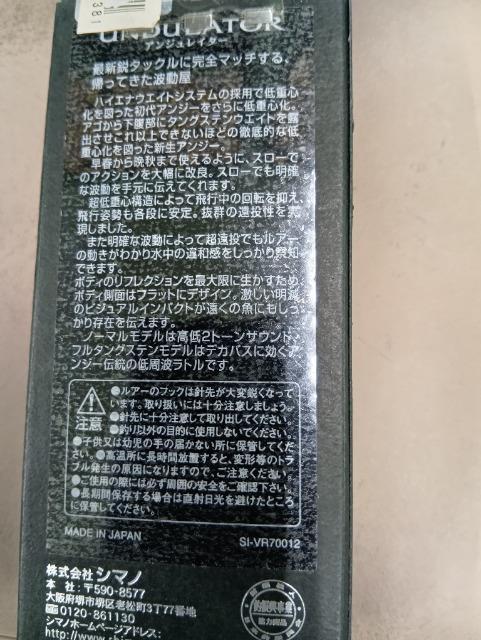 UNDULATOR
アンジュレイター
最新鋭タックルに完全マッチする、
帰ってきた波動屋
ハイエナウエイトシステムの採用で低重心
化を図った初代アンジーをさらに低重心化。
アゴから下腹部にタングステンウエイトを露
出させこれ以上できないほどの徹底的な低
重心化を図った新生アンジー。
早春から晩秋まで使えるように、スローで
のアクションを大幅に改良。スローでも明確
な波動を手元に伝えてくれます。
超低重心構造によって飛行中の回転を抑え、
飛行姿勢も各段に安定。抜群の遠投性を実
現しました。
また明確な波動によって超遠投でもルアー
の動きがわかり水中の違和感をしっかり察知
できます。
ボディのリフレクションを最大限に生かすため、
ボディ側面はフラットにデザイン。激しい明滅
のビジュアルインパクトが遠くの魚にもしっ
かり存在を伝えます。
ノーマルモデルは高低2トーンサウンド、
フルタングステンモデルはデカバスに効くア
ンジー伝統の低周波ラトルです。
注意
●ルアーのフックは針先が大変鋭くなって
います。取り扱いには十分注意しましょう。
●針先に十分注意して取り出してください。
●釣り以外の目的に使用しないでください。
●子供又は幼児の手の届かない所に保管してくだ
さい。●高温所に長時間放置すると、変形等のトラ
ブル発生の原因になりますので、ご注意ください。
●ご使用の際には必ず周囲の安全をご確認下さい。
●長期間保存する場合は直射日光を避けたところ
に保管してください。
MADE IN JAPAN SI-VR70012
株式会社シマノ
本 社:〒590-8577
大阪府堺市堺区老松町3丁77番地
0120-861130
シマノホームページアドレス: